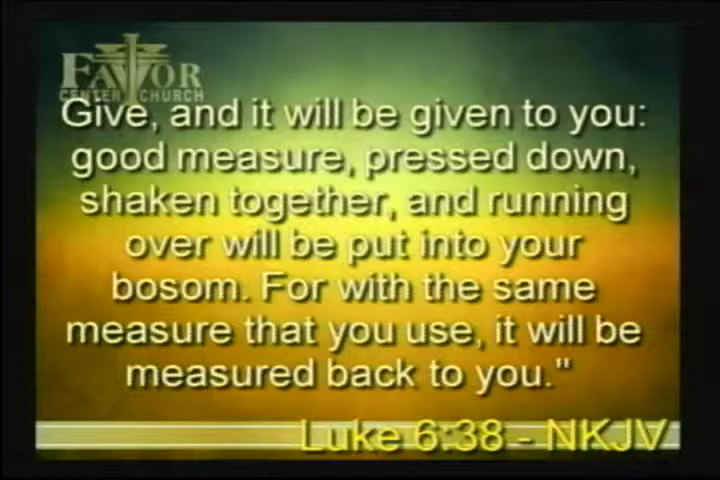 FAVOR
CENTER CHURCH
Give, and it will be given to you:
good measure, pressed down,
shaken together, and running
over will be put into your
bosom. For with the same
measure that you use, it will be
measured back to you."
Luke 6:38 - NKJV